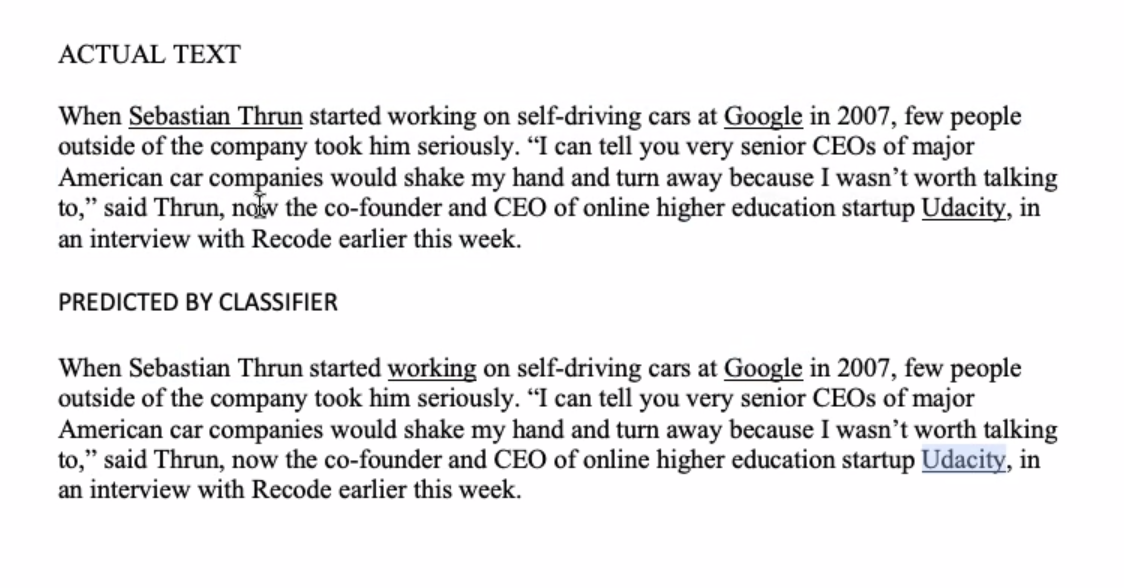 ACTUAL TEXT
When Sebastian Thrun started working on self-driving cars at Google in 2007, few people
outside of the company took him seriously. “I can tell you very senior CEOs of major
American car companies would shake my hand and turn away because I wasn’t worth talking
to,” said Thrun, now the co-founder and CEO of online higher education startup Udacity, in
an interview with Recode earlier this week.
PREDICTED BY CLASSIFIER
When Sebastian Thrun started working on self-driving cars at Google in 2007, few people
outside of the company took him seriously. “I can tell you very senior CEOs of major
American car companies would shake my hand and turn away because I wasn’t worth talking
to,” said Thrun, now the co-founder and CEO of online higher education startup Udacity, in
an interview with Recode earlier this week.